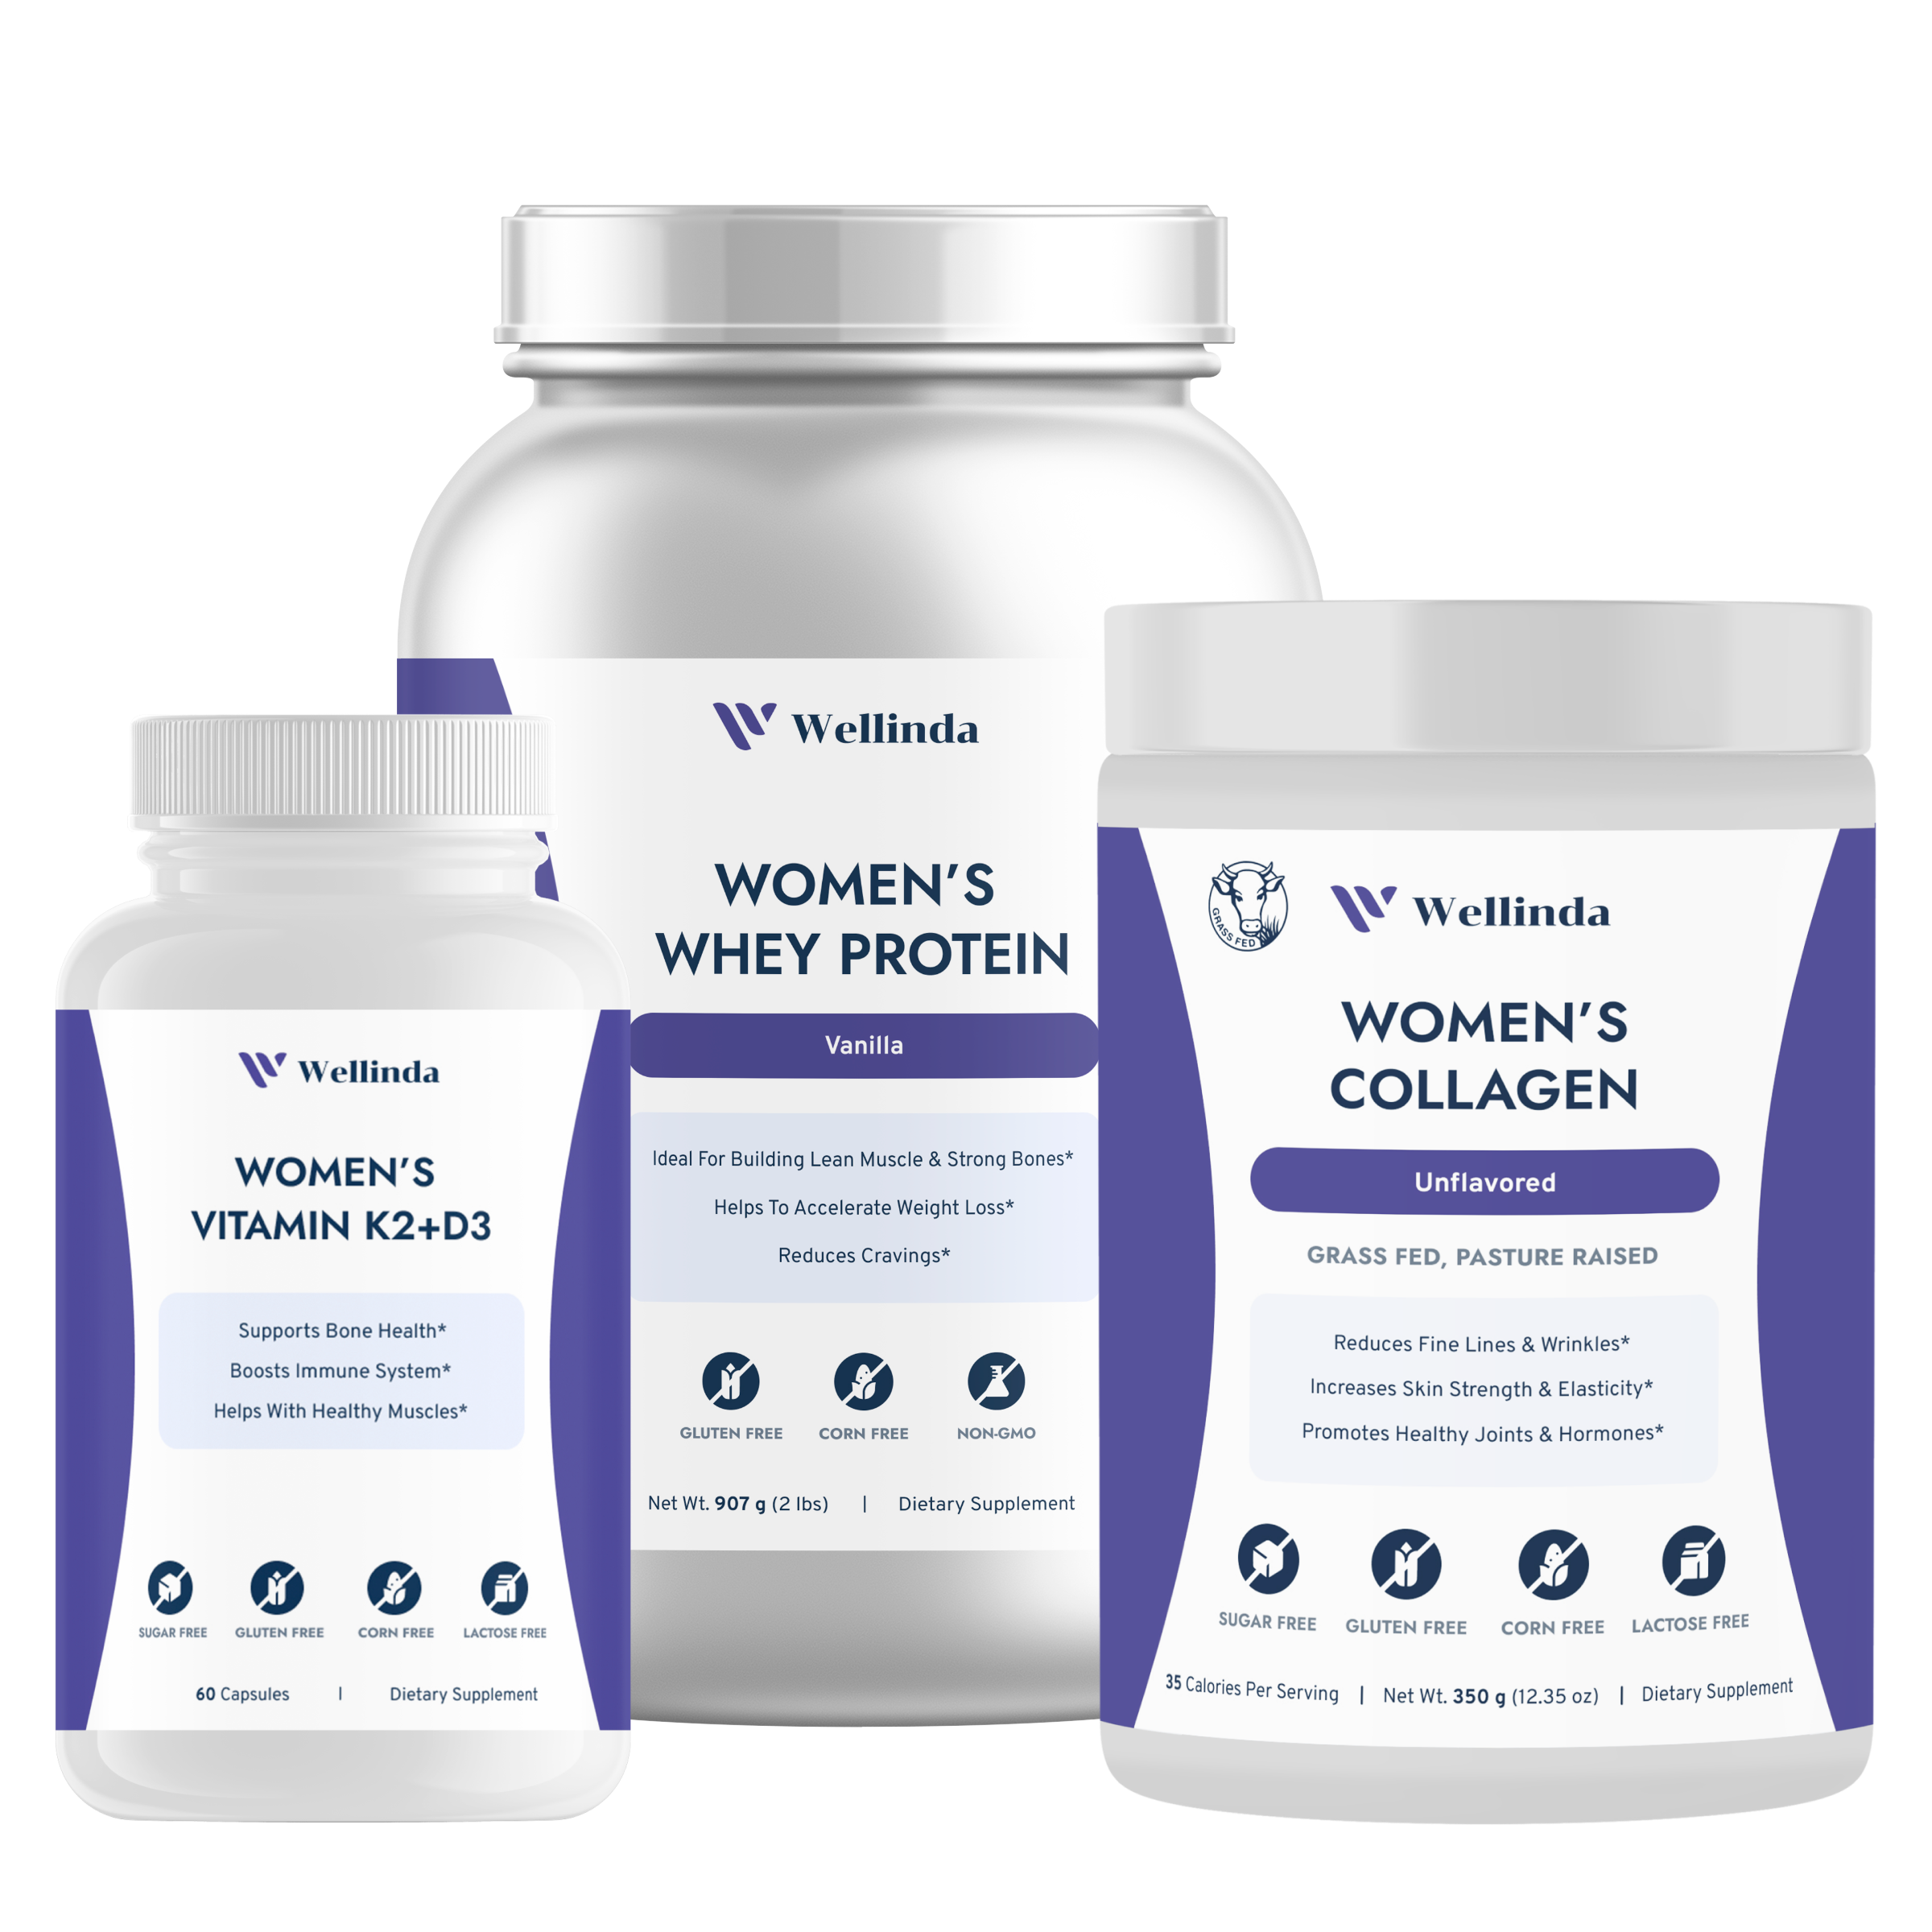 Wellinda
WOMEN'S
WHEY PROTEIN
Vanilla
Ideal For Building Lean Muscle & Strong Bones*
Helps To Accelerate Weight Loss*
Reduces Cravings*
GLUTEN FREE
CORN FREE
NON-GMO
Net Wt. 907 g (2 lbs) | Dietary Supplement
Wellinda
WOMEN'S
VITAMIN K2+D3
Supports Bone Health*
Boosts Immune System*
Helps With Healthy Muscles*
SUGAR FREE
GLUTEN FREE
CORN FREE
LACTOSE FREE
60 Capsules | Dietary Supplement
GRASS FED
Wellinda
WOMEN'S
COLLAGEN
Unflavored
GRASS FED, PASTURE RAISED
Reduces Fine Lines & Wrinkles*
Increases Skin Strength & Elasticity*
Promotes Healthy Joints & Hormones*
SUGAR FREE
GLUTEN FREE
CORN FREE
LACTOSE FREE
35 Calories Per Serving | Net Wt. 350 g (12.35 oz) | Dietary Supplement